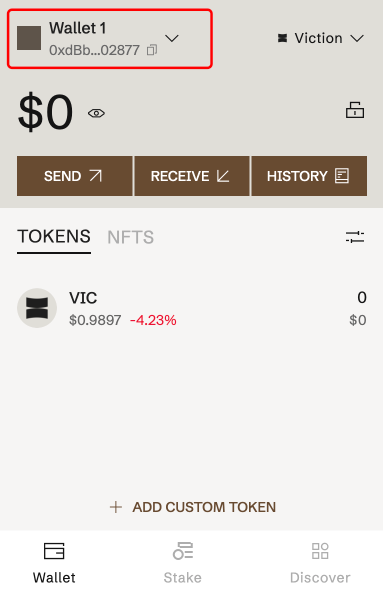 Wallet 1
0xdBb...02877
Viction
$0
SEND
RECEIVE
HISTORY
TOKENS
NFTS
VIC
0
$0.9897 -4.23%
$0
+ ADD CUSTOM TOKEN
Wallet
Stake
Discover